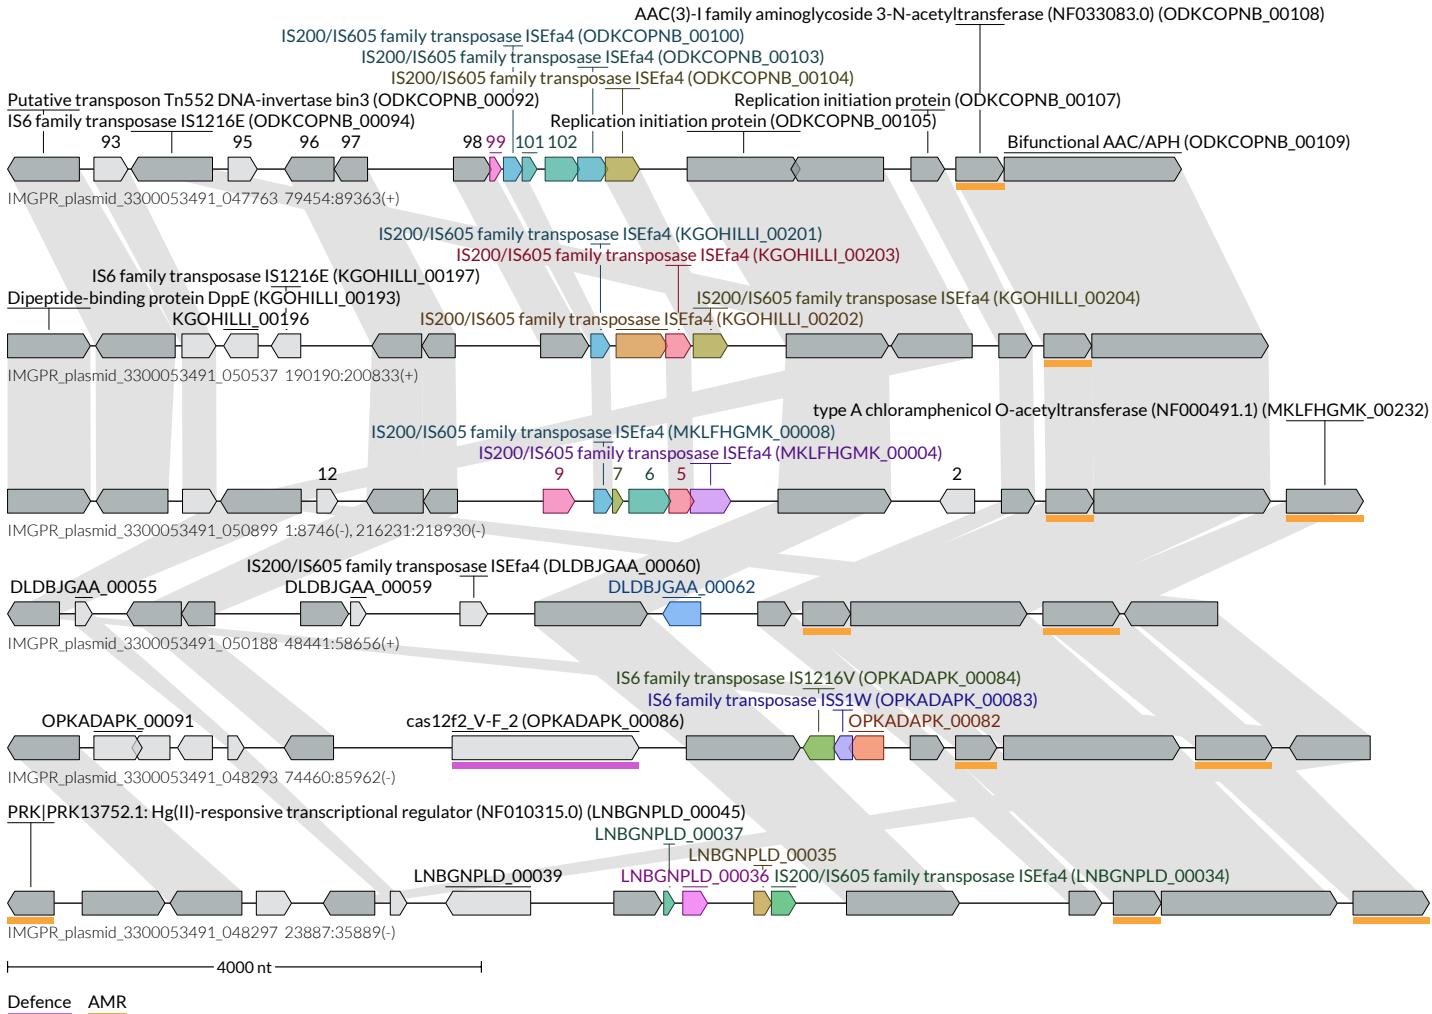 AAC(3)-I family aminoglycoside 3-N-acetyltransferase (NF033083.0) (ODKCOPNB_00108)
IS200/IS605 family transposase ISEfa4 (ODKCOPNB_00100)
IS200/IS605 family transposase ISEfa4 (ODKCOPNB_00103)
IS200/IS605 family transposase ISEfa4 (ODKCOPNB_00104)
Putative transposon Tn552 DNA-invertase bin3 (ODKCOPNB_00092)
Replication initiation protein (ODKCOPNB_00107)
IS6 family transposase IS1216E (ODKCOPNB_00094)
Replication initiation protein (ODKCOPNB_00105)
93 95 96 97 98 99 101 102
Bifunctional AAC/APH (ODKCOPNB_00109)
IMGPR_plasmid_3300053491_047763 79454:89363(+)
IS200/IS605 family transposase ISEfa4 (KGOHILLI_00201)
IS200/IS605 family transposase ISEfa4 (KGOHILLI_00203)
IS6 family transposase IS1216E (KGOHILLI_00197)
Dipeptide-binding protein DppE (KGOHILLI_00193)
IS200/IS605 family transposase ISEfa4 (KGOHILLI_00204)
KGOHILLI_00196
IS200/IS605 family transposase ISEfa4 (KGOHILLI_00202)
IMGPR_plasmid_3300053491_050537 190190:200833(+)
type A chloramphenicol O-acetyltransferase (NF000491.1) (MKLFHGMK_00232)
IS200/IS605 family transposase ISEfa4 (MKLFHGMK_00008)
IS200/IS605 family transposase ISEfa4 (MKLFHGMK_00004)
12 9 7 6 5 2
IMGPR_plasmid_3300053491_050899 1:8746(-), 216231:218930(-)
IS200/IS605 family transposase ISEfa4 (DLDBJGAA_00060)
DLDBJGAA_00055 DLDBJGAA_00059 DLDBJGAA_00062
IMGPR_plasmid_3300053491_050188 48441:58656(+)
IS6 family transposase IS1216V (OPKADAPK_00084)
IS6 family transposase ISS1W (OPKADAPK_00083)
OPKADAPK_00091 cas12f2_V-F_2 (OPKADAPK_00086) OPKADAPK_00082
IMGPR_plasmid_3300053491_048293 74460:85962(-)
PRK|PRK13752.1: Hg(II)-responsive transcriptional regulator (NF010315.0) (LNBGNPLD_00045)
LNBGNPLD_00037
LNBGNPLD_00035
LNBGNPLD_00039 LNBGNPLD_00036 IS200/IS605 family transposase ISEfa4 (LNBGNPLD_00034)
IMGPR_plasmid_3300053491_048297 23887:35889(-)
4000 nt
Defence AMR